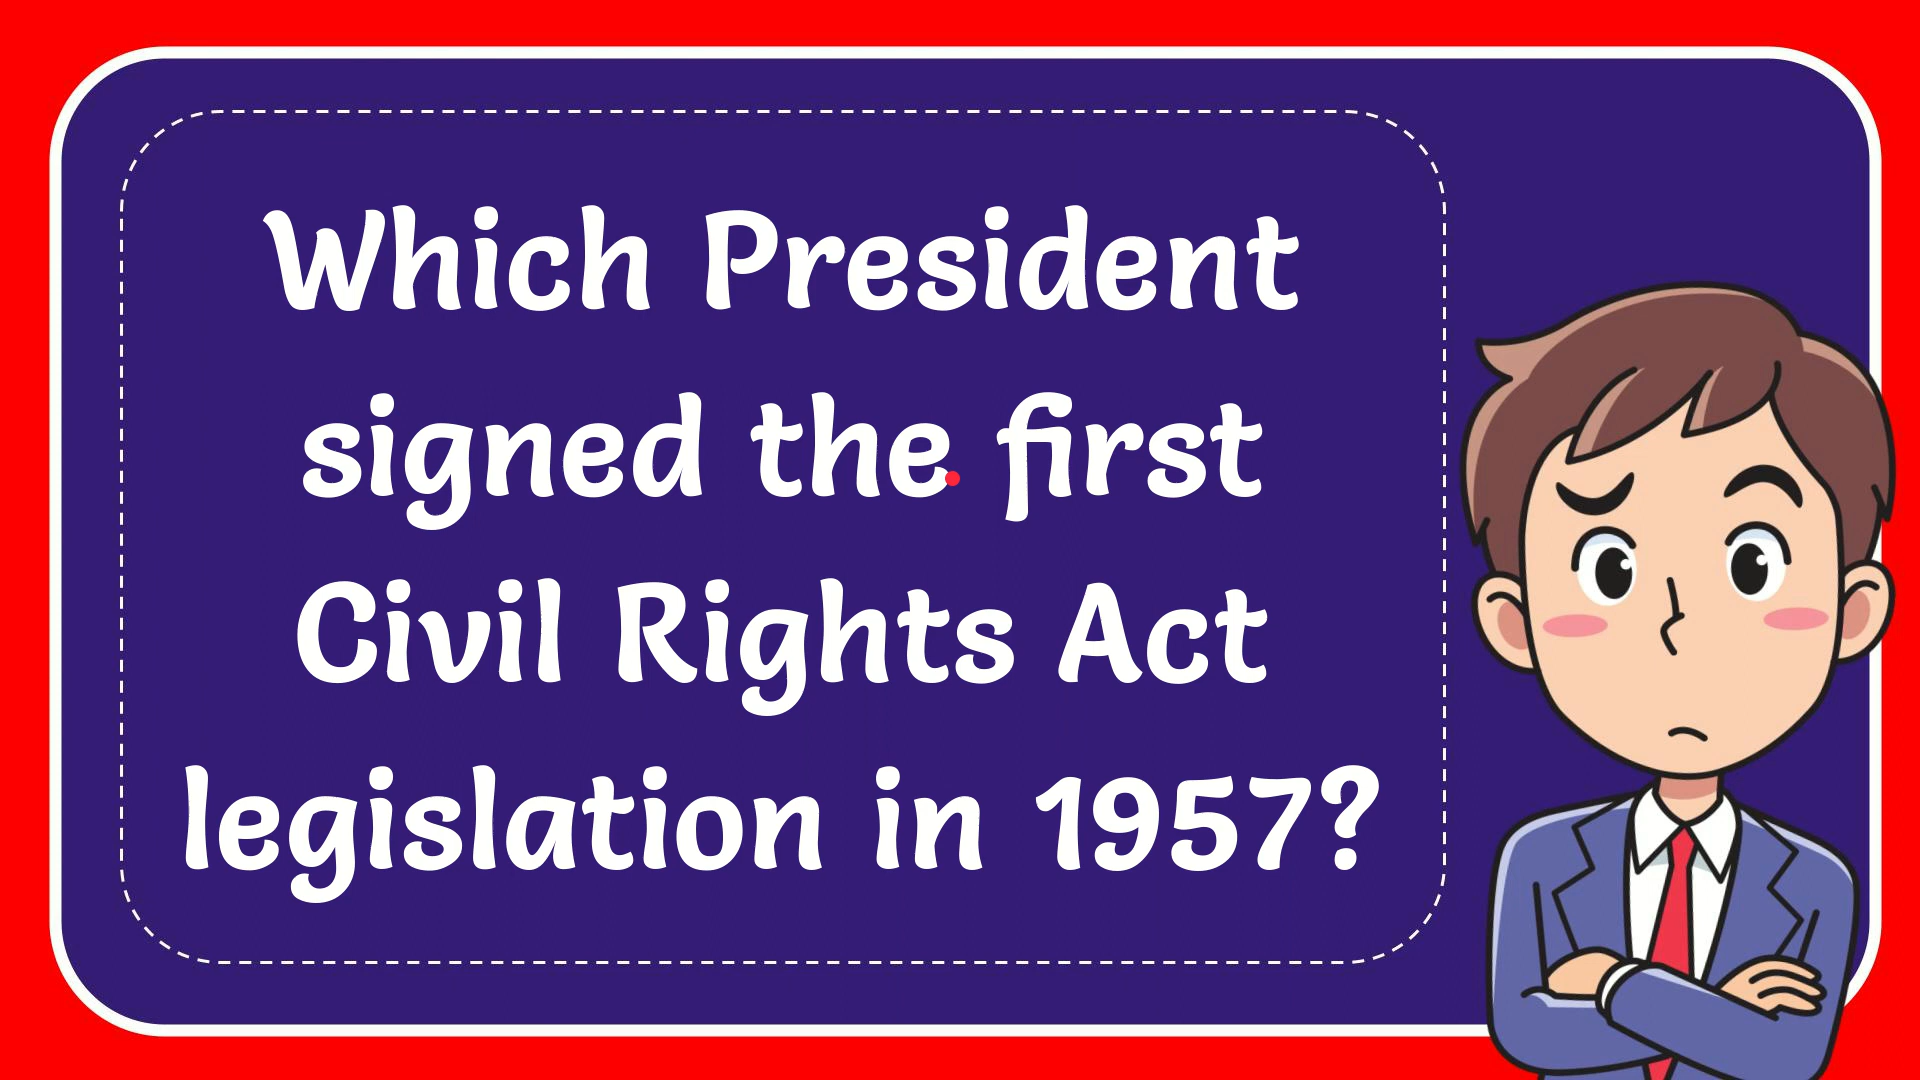 Which President
signed the first
Civil Rights Act
legislation in 1957?